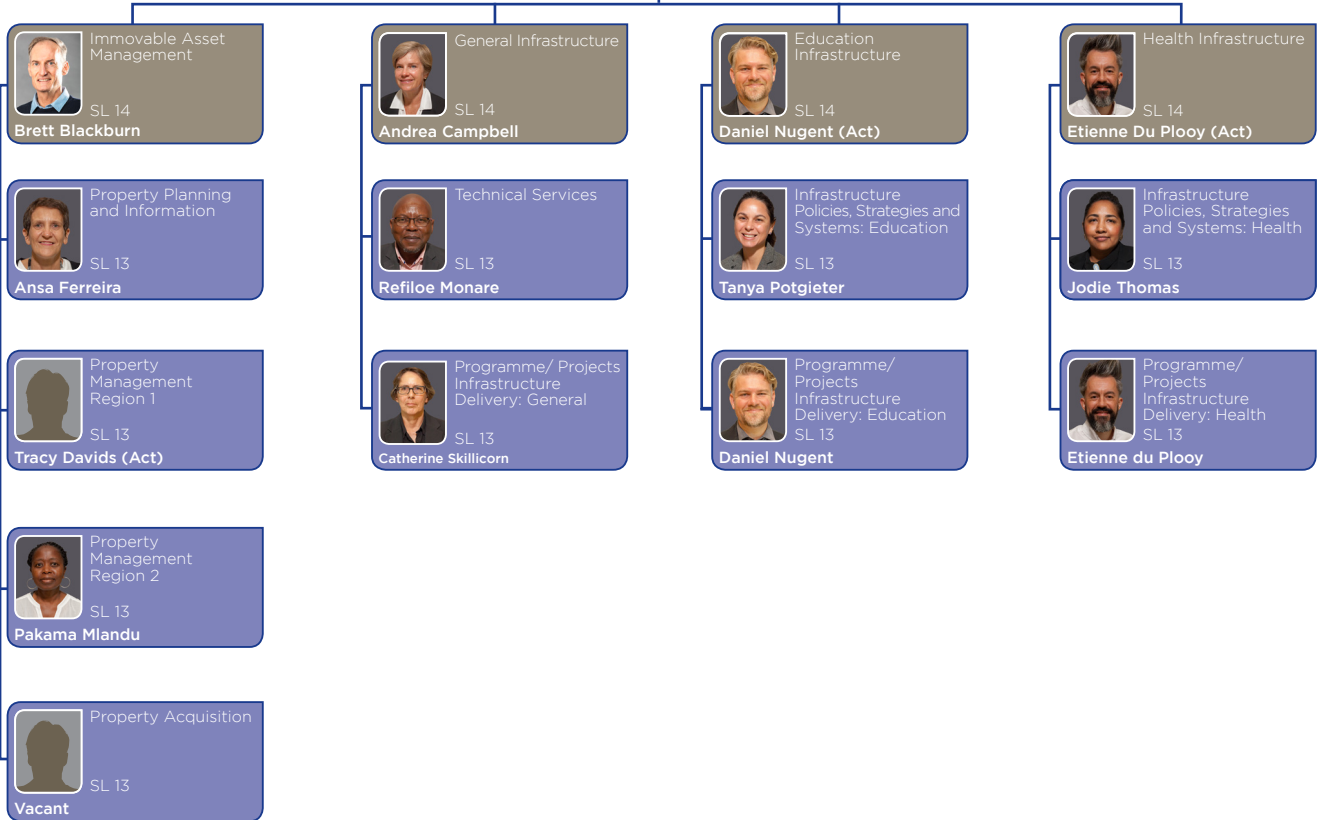 Immovable Asset
Management
SL 14
Brett Blackburn
General Infrastructure
SL 14
Andrea Campbell
Education
Infrastructure
SL 14
Daniel Nugent (Act)
Health Infrastructure
SL 14
Etienne Du Plooy (Act)
Property Planning
and Information
SL 13
Ansa Ferreira
Technical Services
SL 13
Refiloe Monare
Infrastructure
Policies, Strategies and
Systems: Education
SL 13
Tanya Potgieter
Infrastructure
Policies, Strategies
and Systems: Health
SL 13
Jodie Thomas
Property
Management
Region 1
SL 13
Tracy Davids (Act)
Programme/ Projects
Infrastructure
Delivery: General
SL 13
Catherine Skillicorn
Programme/
Projects
Infrastructure
Delivery: Education
SL 13
Daniel Nugent
Programme/
Projects
Infrastructure
Delivery: Health
SL 13
Etienne du Plooy
Property
Management
Region 2
SL 13
Pakama Mlandu
Property Acquisition
SL 13
Vacant